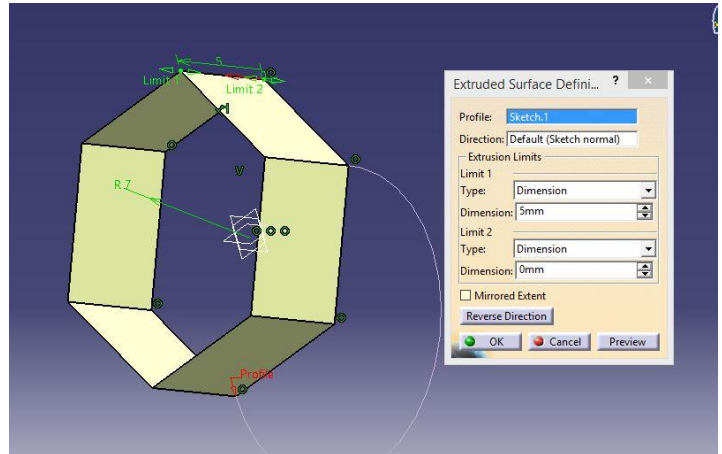 5
Limit 1
Limit 2
H
V
R 7
Profile
Extruded Surface Defini... ? ×
Profile: Sketch.1
Direction: Default (Sketch normal)
Extrusion Limits
Limit 1
Type: Dimension
Dimension: 5mm
Limit 2
Type: Dimension
Dimension: 0mm
Mirrored Extent
Reverse Direction
OK Cancel Preview